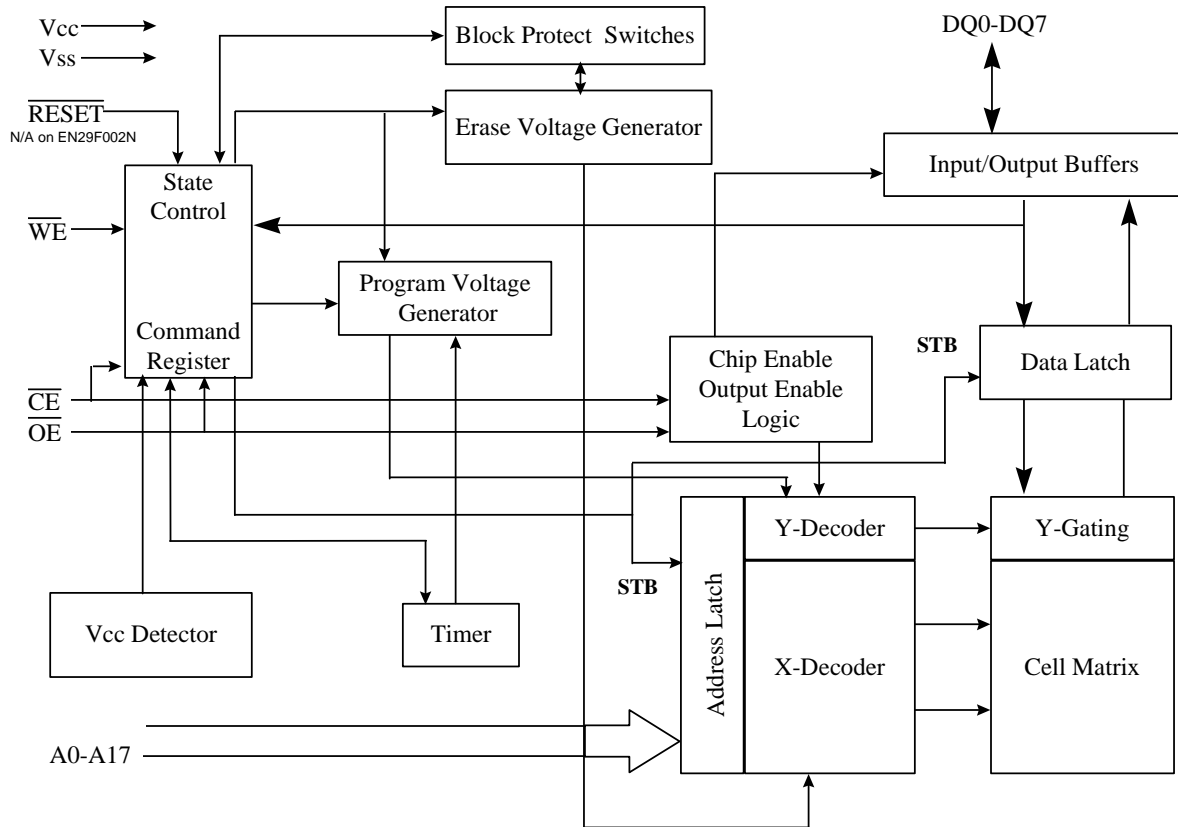 Vcc
Vss
RESET
N/A on EN29F002N
WE
CE
OE
State
Control
Command
Register
Block Protect Switches
Erase Voltage Generator
Program Voltage
Generator
Chip Enable
Output Enable
Logic
DQ0-DQ7
Input/Output Buffers
STB
Data Latch
STB
Address Latch
Y-Decoder
X-Decoder
Y-Gating
Cell Matrix
Vcc Detector
Timer
A0-A17